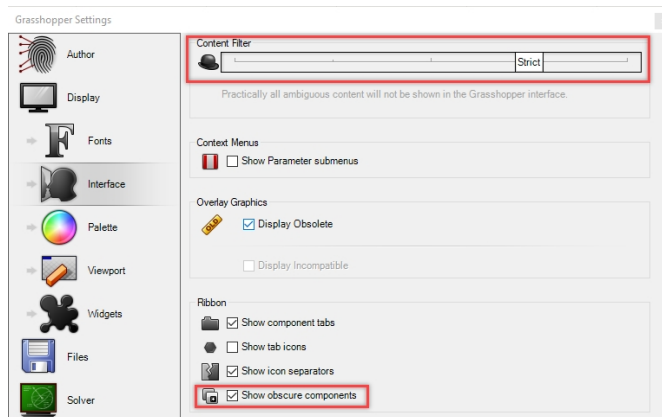 Grasshopper Settings
Author
Display
Fonts
Interface
Palette
Viewport
Widgets
Files
Solver
Content Filter
Strict
Practically all ambiguous content will not be shown in the Grasshopper interface.
Context Menus
Show Parameter submenus
Overlay Graphics
OLD
Display Obsolete
Display Incompatible
Ribbon
Show component tabs
Show tab icons
Show icon separators
Show obscure components